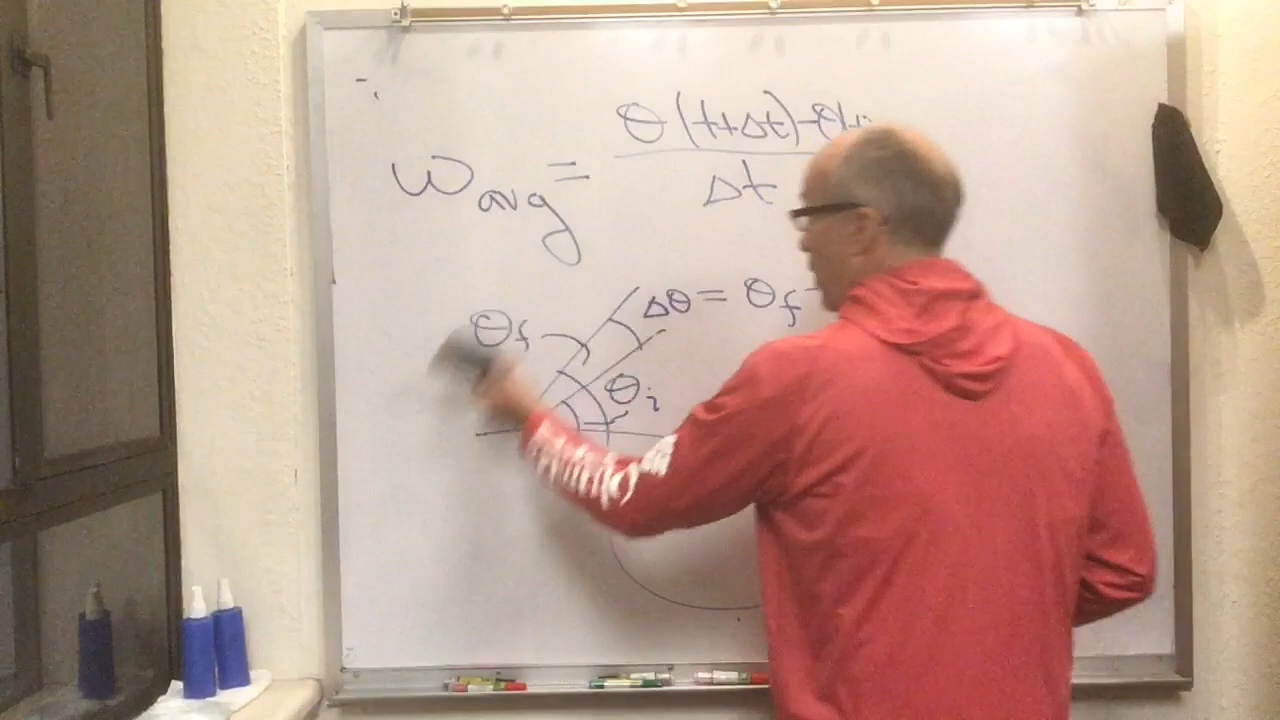 θ(t+Δt)-θ(t
ω avg =
Δt
Δθ = θf -
θf
θi